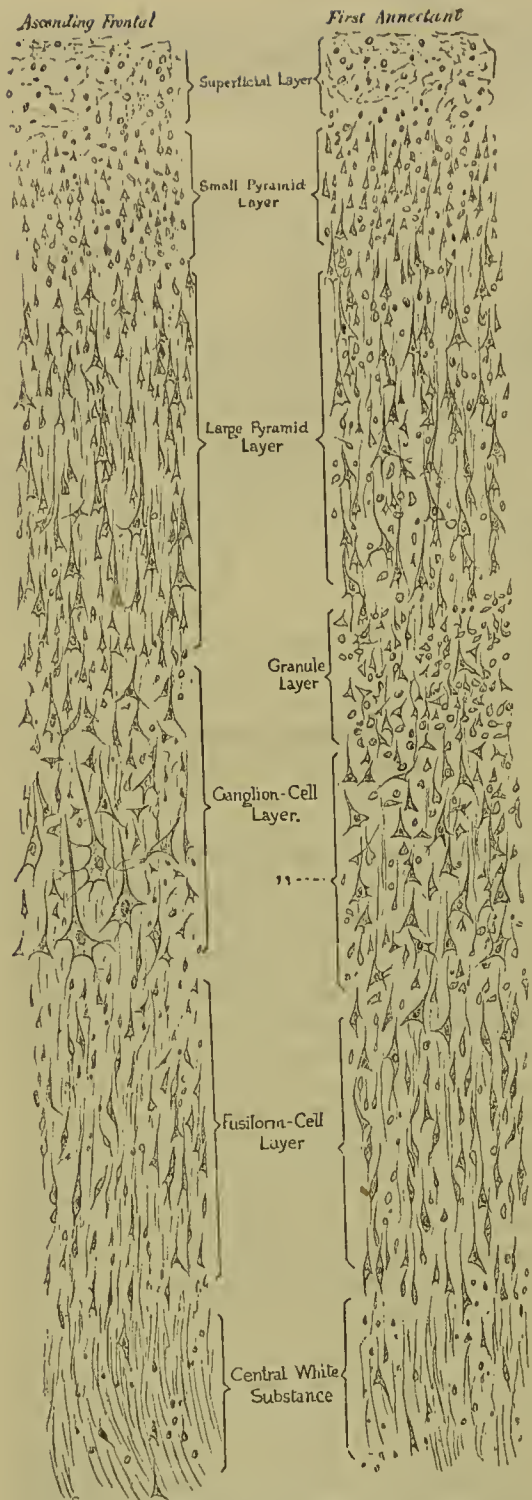 Ascending Frontal
First Annectant
Superficial Layer
Small Pyramid
Layer
Large Pyramid
Layer
Granule
Layer
Ganglion-Cell
Layer.
,,
Fusiform-Cell
Layer
Central White
Substance